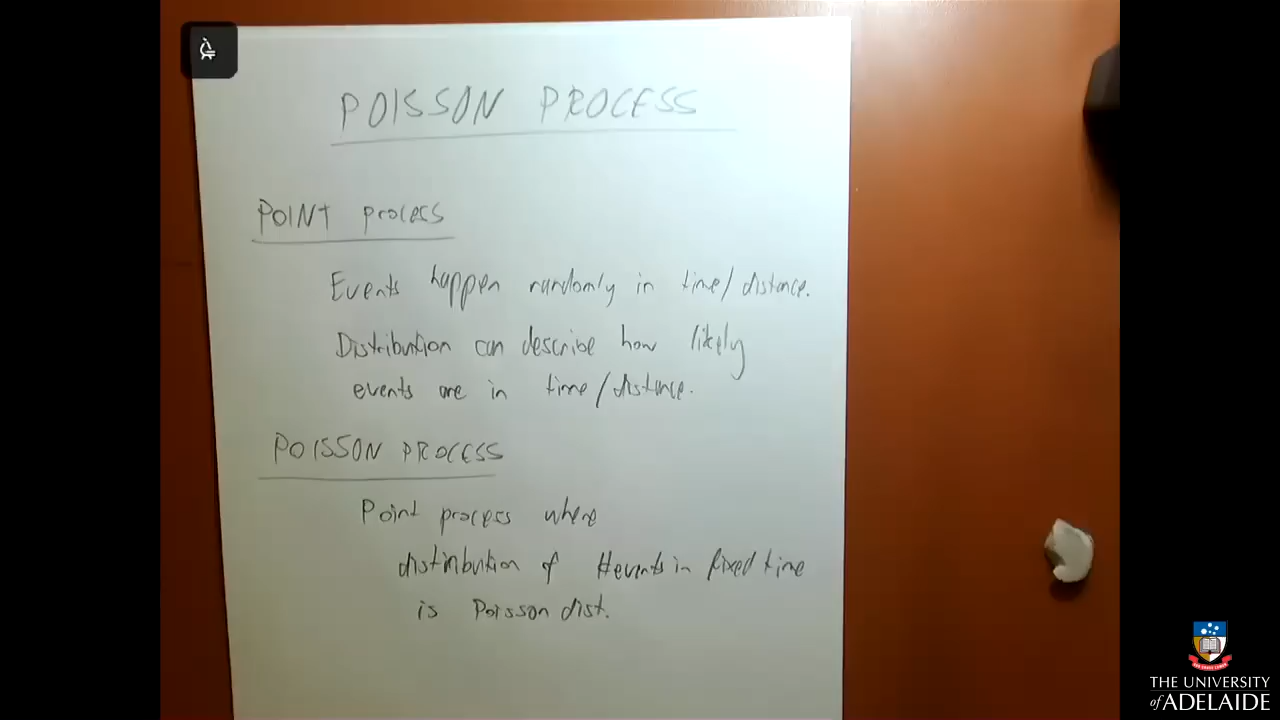 POISSON PROCESS
POINT process
Events happen randomly in time/distance.
Distribution can describe how likely
events are in time/distance.
POISSON PROCESS
Point process where
distribution of #events in fixed time
is Poisson dist.
THE UNIVERSITY
of ADELAIDE